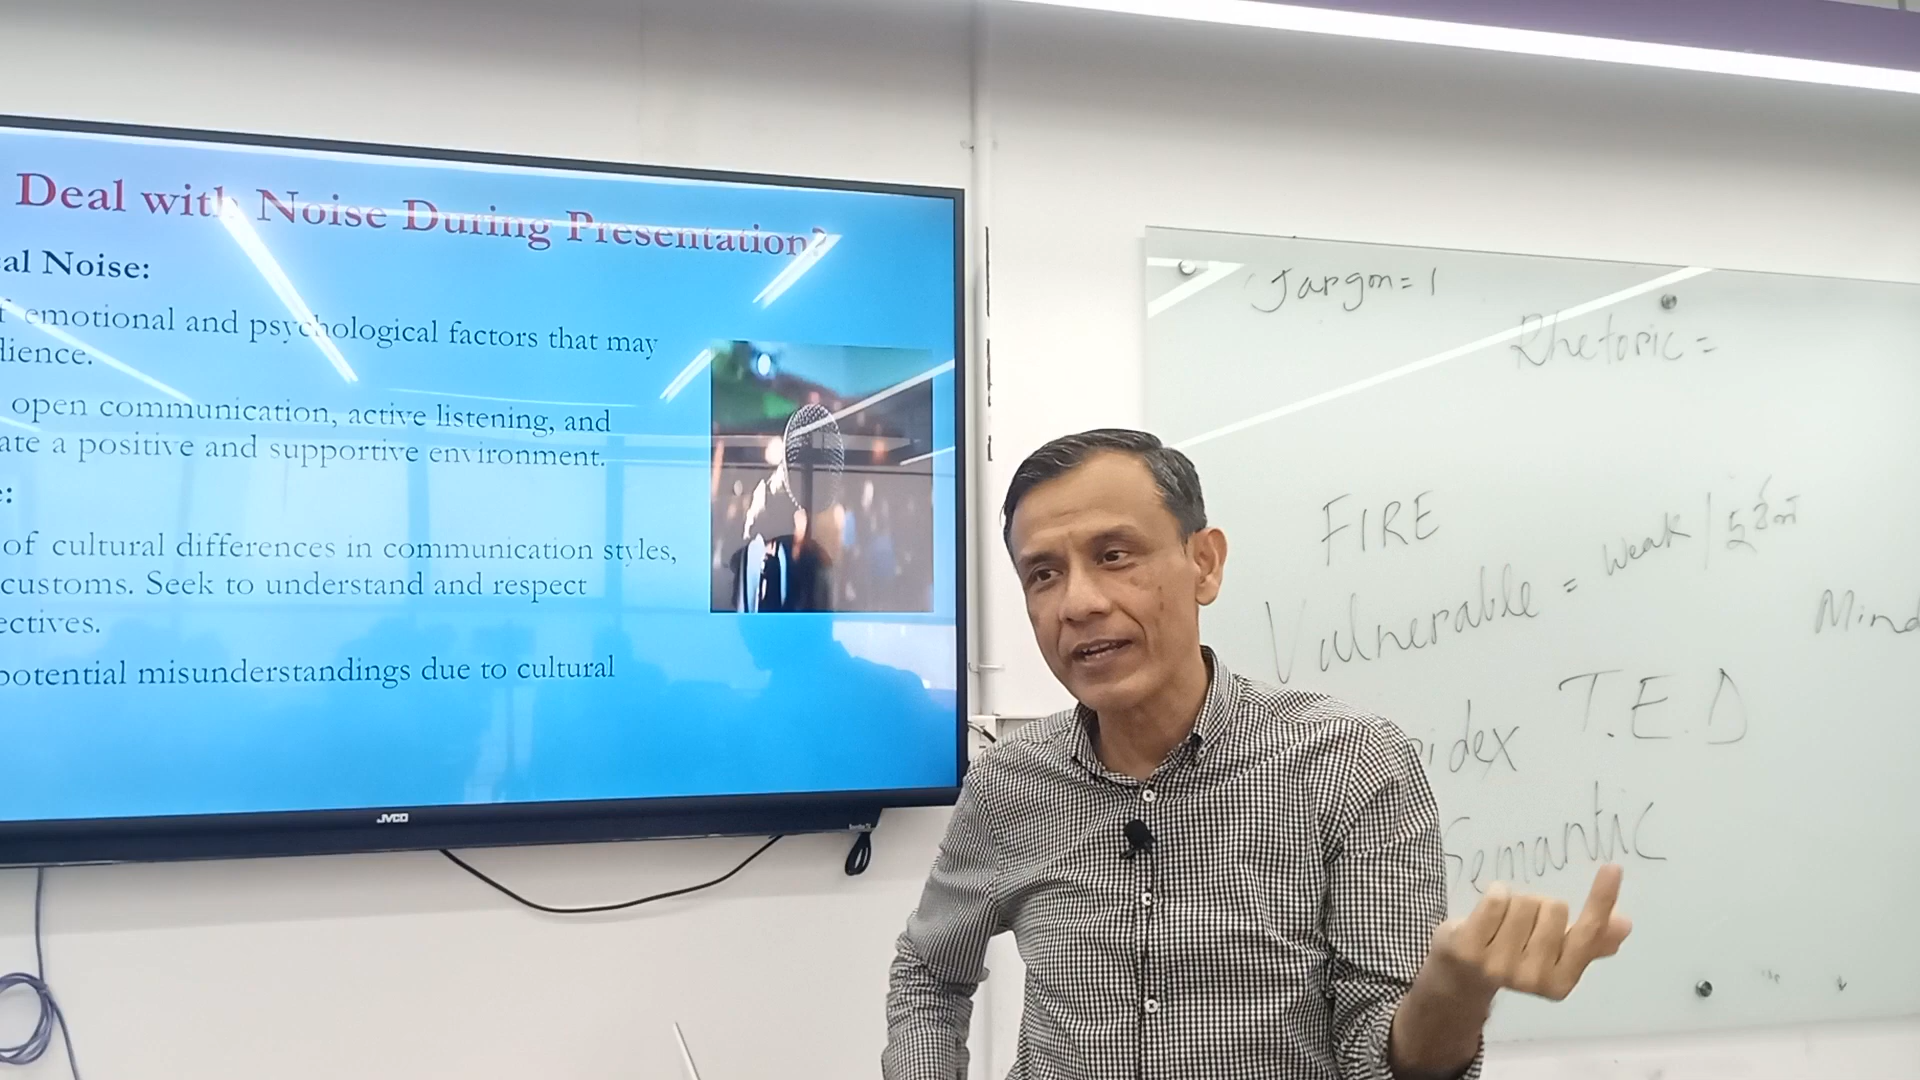 Deal with Noise During Presentation?
al Noise:
f emotional and psychological factors that may
dience.
open communication, active listening, and
ate a positive and supportive environment.
e:
of cultural differences in communication styles,
customs. Seek to understand and respect
ectives.
potential misunderstandings due to cultural
JVCO
Jargon = 1
Rhetoric =
FIRE
Vulnerable = weak /
Mind
idex T.E.D
Semantic